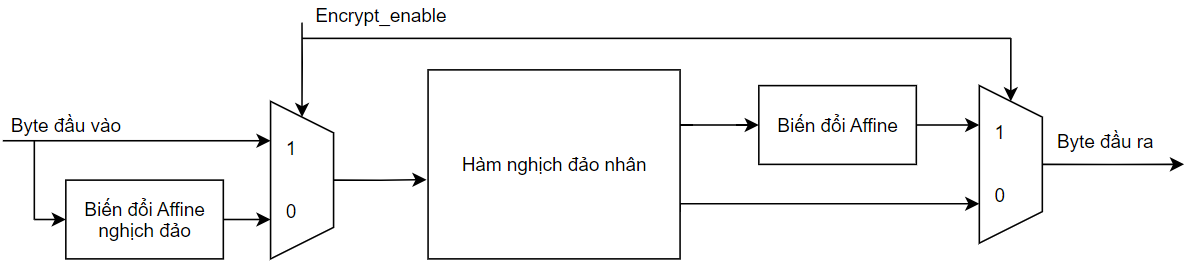 Encrypt_enable
Byte đầu vào
1
0
Biến đổi Affine
nghịch đảo
Hàm nghịch đảo nhân
Biến đổi Affine
1
0
Byte đầu ra